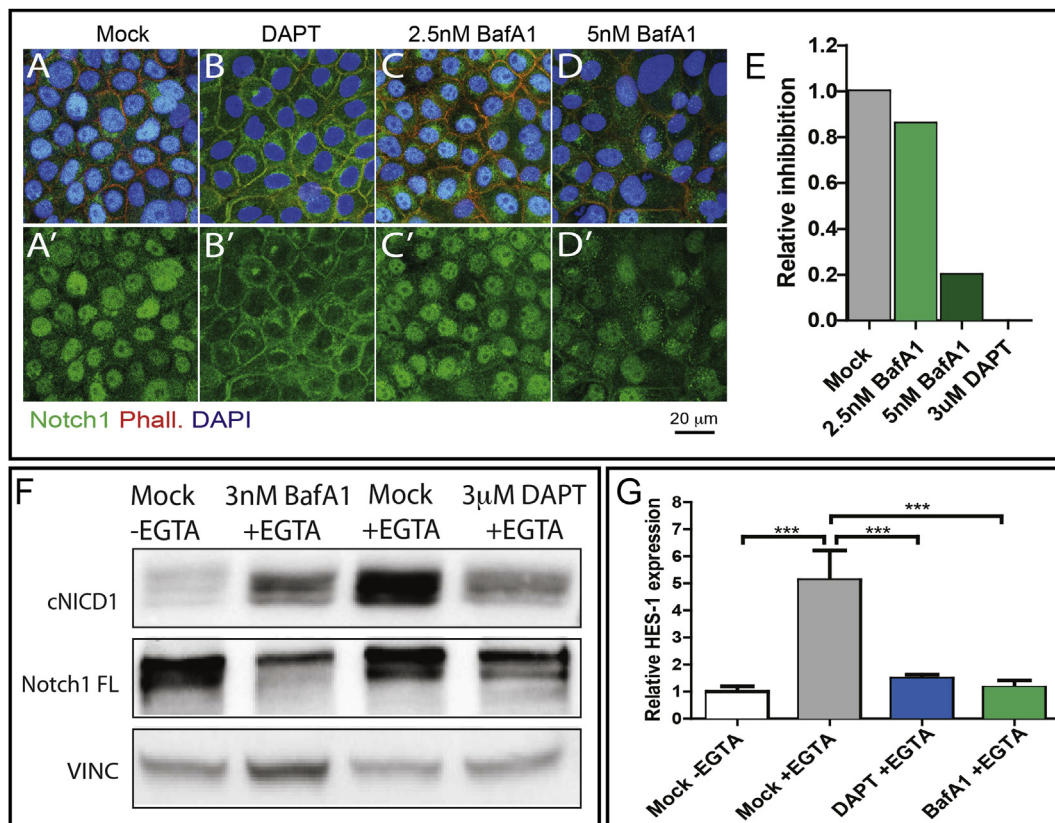 Mock DAPT 2.5nM BafA1 5nM BafA1
A B C D
A' B' C' D'
Notch1 Phall. DAPI
20 μm
E
Relative inhibibition
1.2
1.0
0.8
0.6
0.4
0.2
0.0
Mock
2.5nM BafA1
5nM BafA1
3uM DAPT
F
Mock 3nM BafA1 Mock 3μM DAPT
-EGTA +EGTA +EGTA +EGTA
cNICD1
Notch1 FL
VINC
G
Relative HES-1 expression
8
7
6
5
4
3
2
1
0
*** *** ***
Mock -EGTA
Mock +EGTA
DAPT +EGTA
BafA1 +EGTA